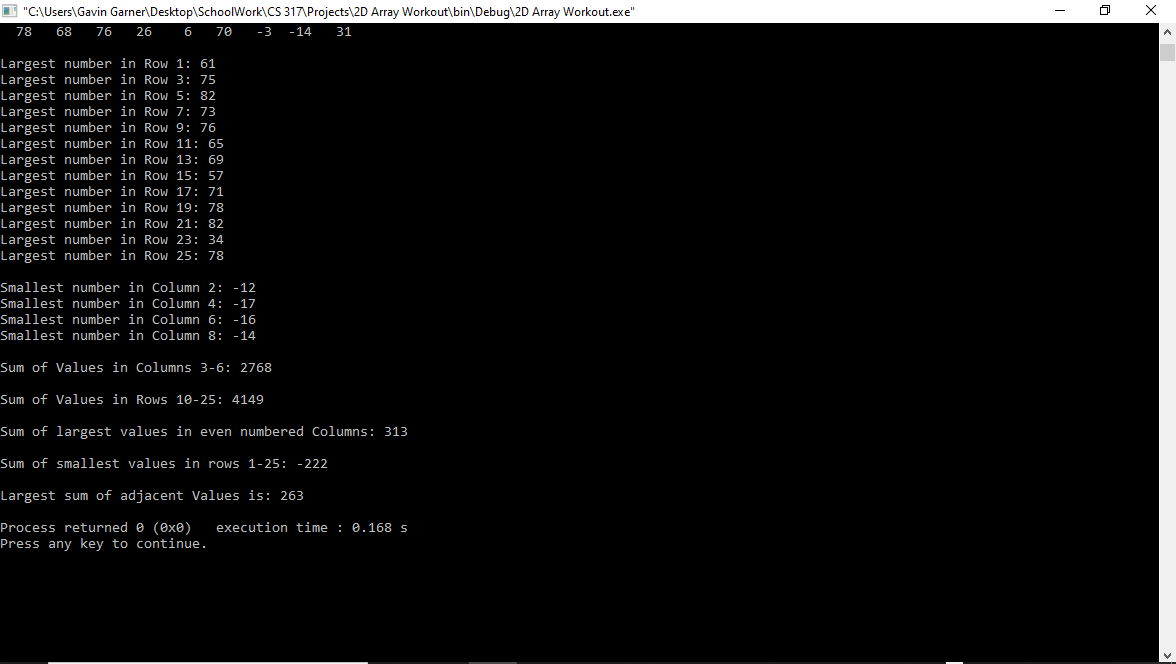 "C:\Users\Gavin Garner\Desktop\SchoolWork\CS 317\Projects\2D Array Workout\bin\Debug\2D Array Workout.exe"
78 68 76 26 6 70 -3 -14 31
Largest number in Row 1: 61
Largest number in Row 3: 75
Largest number in Row 5: 82
Largest number in Row 7: 73
Largest number in Row 9: 76
Largest number in Row 11: 65
Largest number in Row 13: 69
Largest number in Row 15: 57
Largest number in Row 17: 71
Largest number in Row 19: 78
Largest number in Row 21: 82
Largest number in Row 23: 34
Largest number in Row 25: 78
Smallest number in Column 2: -12
Smallest number in Column 4: -17
Smallest number in Column 6: -16
Smallest number in Column 8: -14
Sum of Values in Columns 3-6: 2768
Sum of Values in Rows 10-25: 4149
Sum of largest values in even numbered Columns: 313
Sum of smallest values in rows 1-25: -222
Largest sum of adjacent Values is: 263
Process returned 0 (0x0)   execution time : 0.168 s
Press any key to continue.